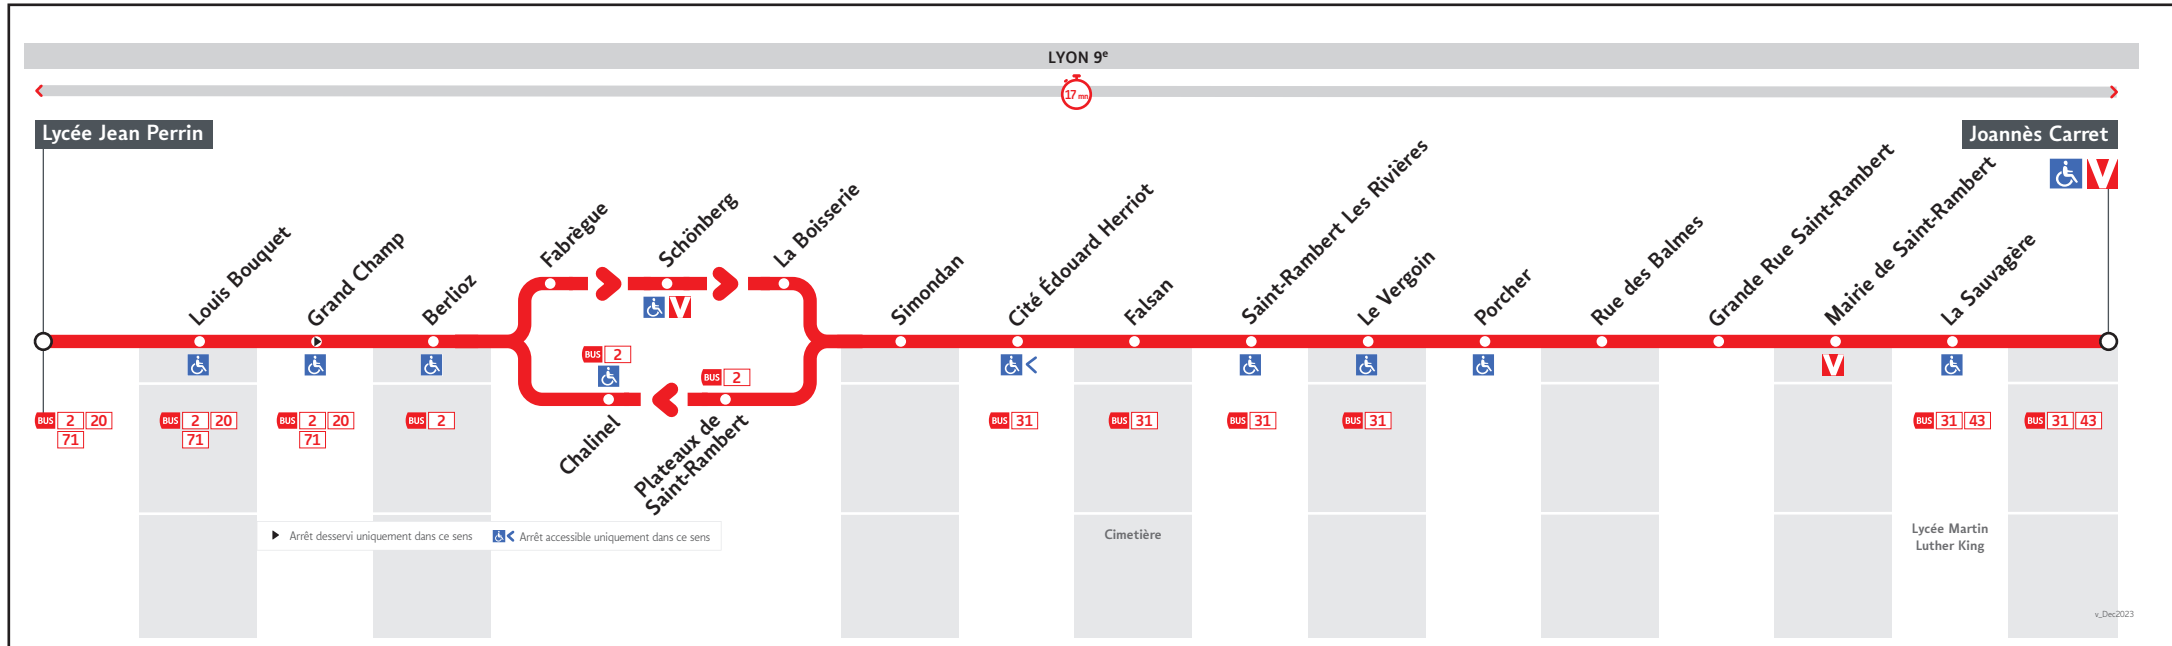 LYON 9e
17 mn
Lycée Jean Perrin
Joannès Carret
Louis Bouquet
Grand Champ
Berlioz
Fabrègue
Schönberg
La Boisserie
Simondan
Cité Édouard Herriot
Falsan
Saint-Rambert Les Rivières
Le Vergoin
Porcher
Rue des Balmes
Grande Rue Saint-Rambert
Mairie de Saint-Rambert
La Sauvagère
V
V
V
BUS 2
BUS 2
Chalinel
Plateaux de
Saint-Rambert
BUS 2 20
71
BUS 2 20
71
BUS 2 20
71
BUS 2
BUS 31
BUS 31
BUS 31
BUS 31
BUS 31 43
BUS 31 43
Arrêt desservi uniquement dans ce sens
Arrêt accessible uniquement dans ce sens
Cimetière
Lycée Martin
Luther King
v_Dec2023